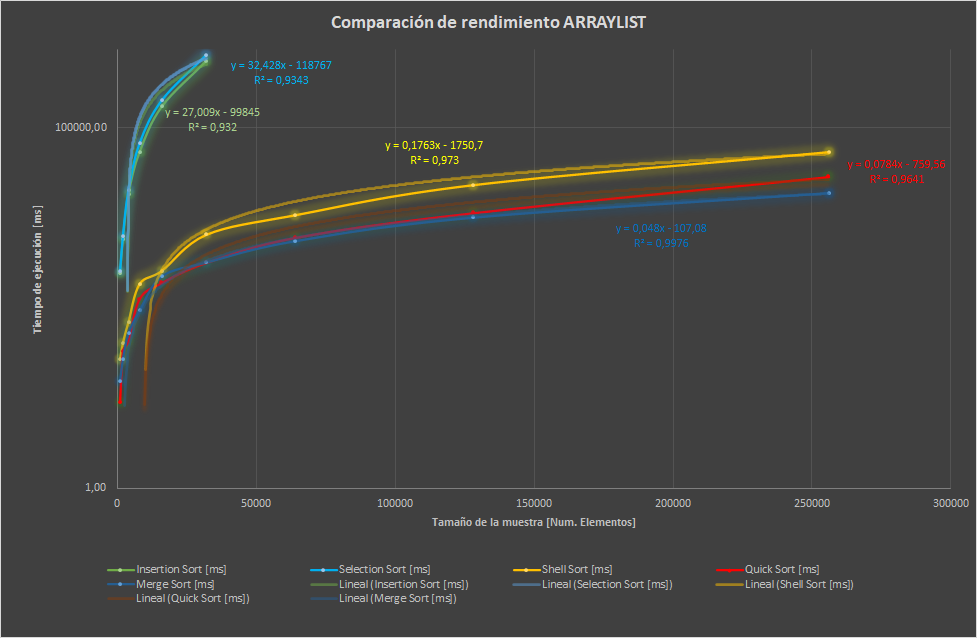 Comparación de rendimiento ARRAYLIST
y = 32,428x - 118767
R² = 0,9343
y = 27,009x - 99845
R² = 0,932
100000,00
y = 0,1763x - 1750,7
R² = 0,973
y = 0,0784x - 759,56
R² = 0,9641
y = 0,048x - 107,08
R² = 0,9976
Tiempo de ejecución [ms]
1,00
0 50000 100000 150000 200000 250000 300000
Tamaño de la muestra [Num. Elementos]
Insertion Sort [ms] Selection Sort [ms] Shell Sort [ms] Quick Sort [ms]
Merge Sort [ms] Lineal (Insertion Sort [ms]) Lineal (Selection Sort [ms]) Lineal (Shell Sort [ms])
Lineal (Quick Sort [ms]) Lineal (Merge Sort [ms])